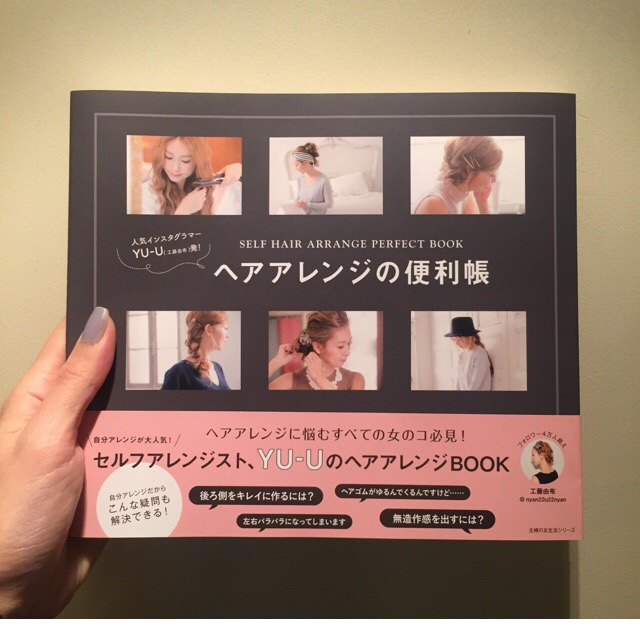 人気インスタグラマー
YU-U(工藤由布)発!
SELF HAIR ARRANGE PERFECT BOOK
ヘアアレンジの便利帳
自分アレンジが大人気!
ヘアアレンジに悩むすべての女のコ必見!
セルフアレンジスト、YU-UのヘアアレンジBOOK
自分アレンジだから
こんな疑問も
解決できる!
後ろ側をキレイに作るには?
ヘアゴムがゆるんでくるんですけど……
左右バラバラになってしまいます
無造作感を出すには?
フォロワー4万人超え
工藤由布
@nyan22u22nyan
主婦の友生活シリーズ